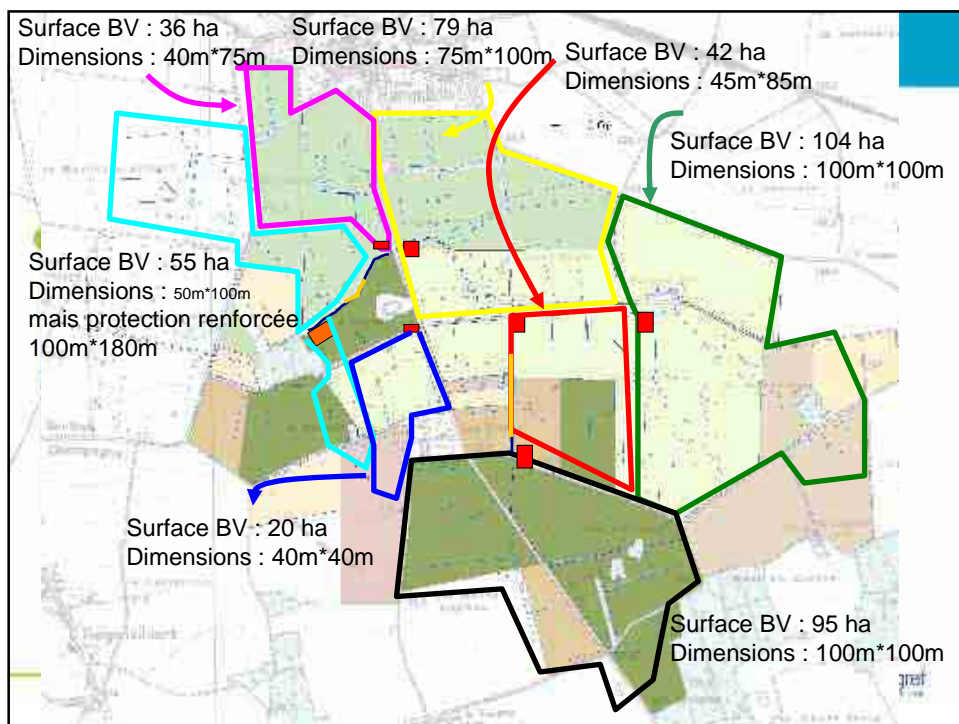 Surface BV : 36 ha
Dimensions : 40m*75m
Surface BV : 79 ha
Dimensions : 75m*100m
Surface BV : 42 ha
Dimensions : 45m*85m
Surface BV : 104 ha
Dimensions : 100m*100m
Surface BV : 55 ha
Dimensions : 50m*100m
mais protection renforcée
100m*180m
Surface BV : 20 ha
Dimensions : 40m*40m
Surface BV : 95 ha
Dimensions : 100m*100m